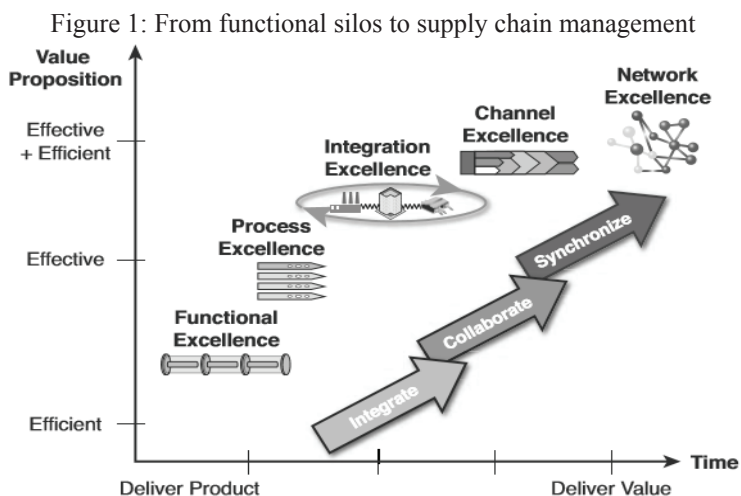 Figure 1: From functional silos to supply chain management
Value
Proposition
Network
Excellence
Channel
Excellence
Effective
+ Efficient
Integration
Excellence
Process
Excellence
Effective
Synchronize
Functional
Excellence
Collaborate
Integrate
Efficient
Time
Deliver Product
Deliver Value